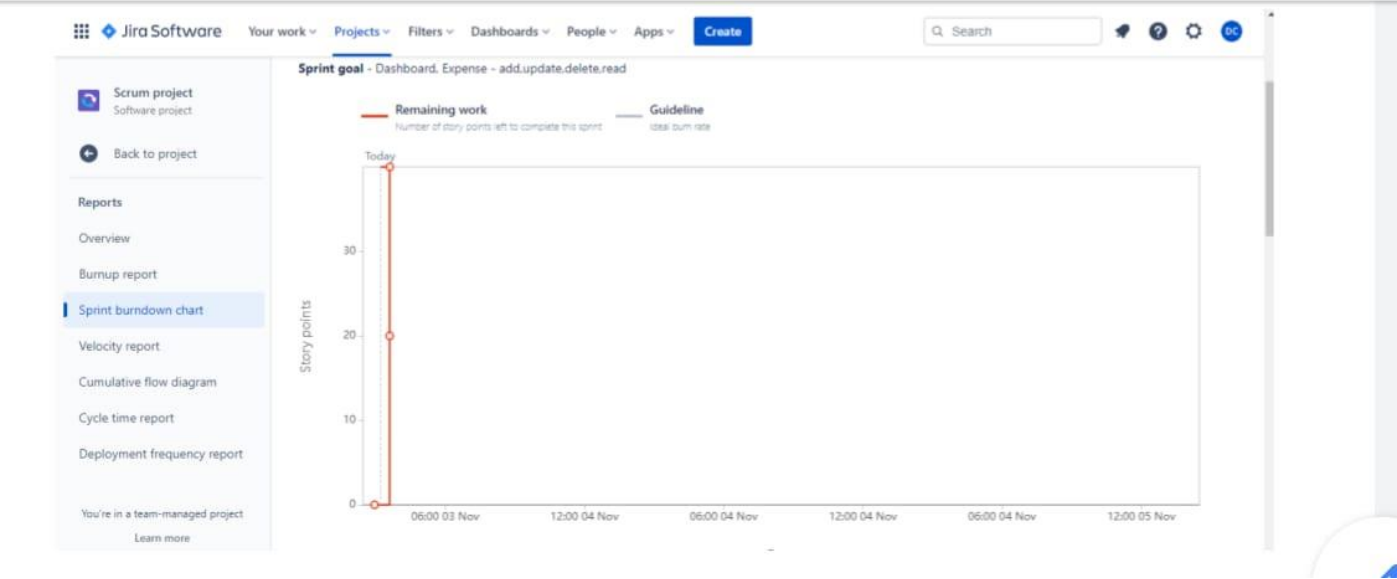 Jira Software Your work Projects Filters Dashboards People Apps Create Search DC
Sprint goal - Dashboard, Expense - add,update,delete,read
Scrum project
Software project
Back to project
Reports
Overview
Burnup report
Sprint burndown chart
Velocity report
Cumulative flow diagram
Cycle time report
Deployment frequency report
You're in a team-managed project
Learn more
Remaining work
Number of story points left to complete this sprint
Guideline
Ideal burn rate
Today
Story points
30
20
10
0
06:00 03 Nov 12:00 04 Nov 06:00 04 Nov 12:00 04 Nov 06:00 04 Nov 12:00 05 Nov